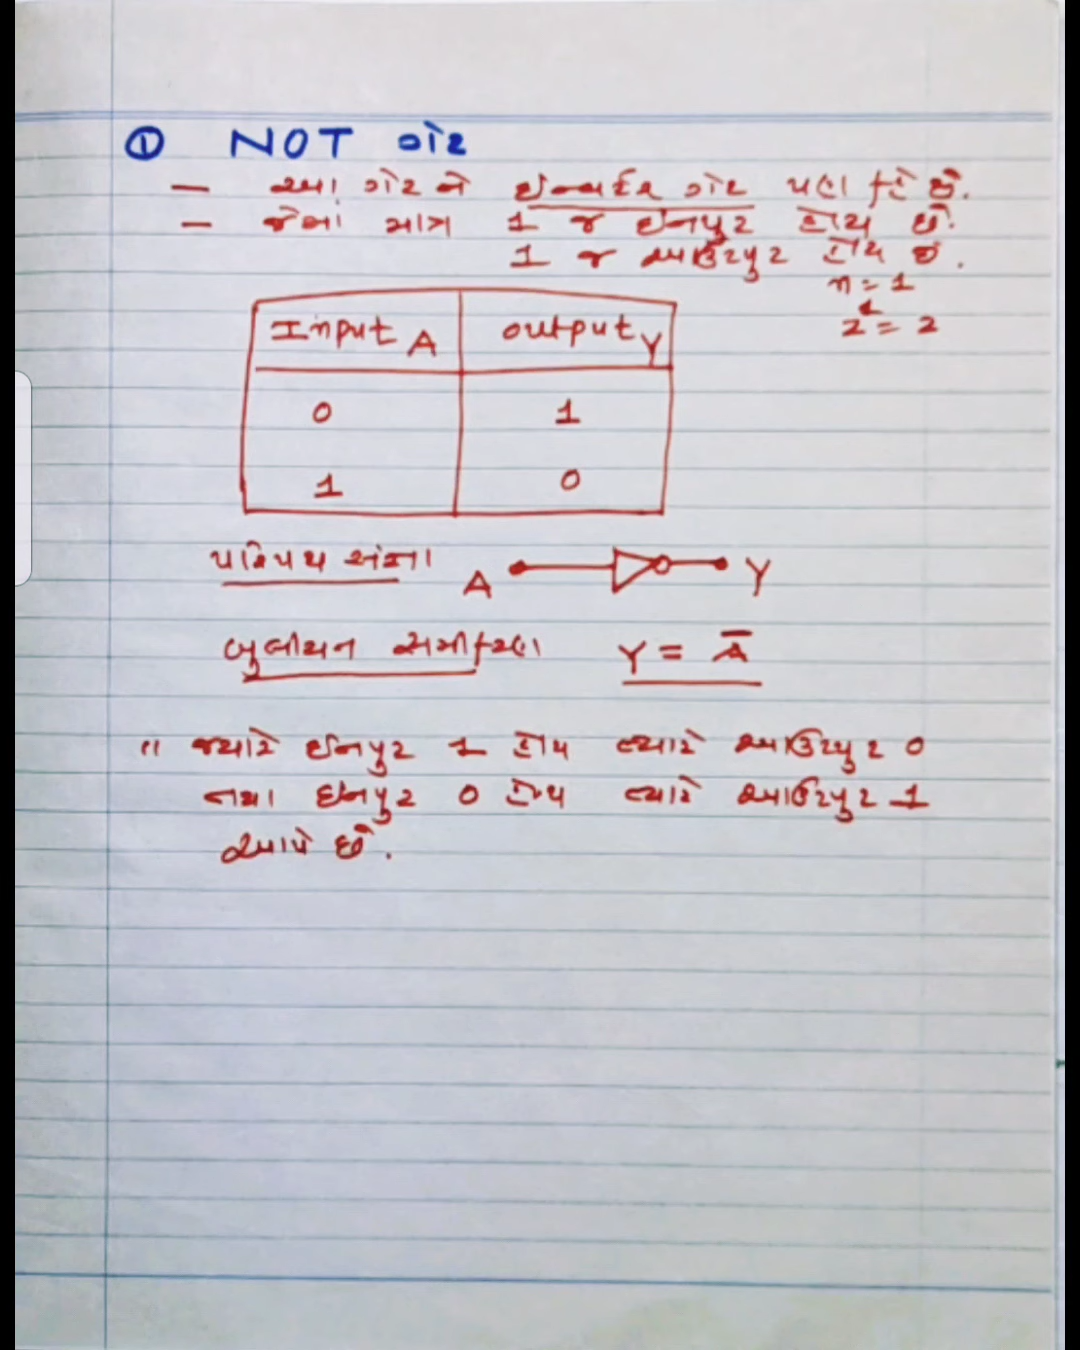 ① NOT ગેટ
– આ ગેટ ને ઇન્વર્ટર ગેટ પણ કહે છે.
– જેમાં માત્ર 1 જ ઇનપુટ હોય છે.
1 જ આઉટપુટ હોય છે.
n = 1
2¹ = 2
Input A output Y
0 1
1 0
પરિપથ સંજ્ઞા A Y
બુલીયન સમીકરણ Y = A̅
" જ્યારે ઇનપુટ 1 હોય ત્યારે આઉટપુટ 0
તથા ઇનપુટ 0 હોય ત્યારે આઉટપુટ 1
આપે છે.